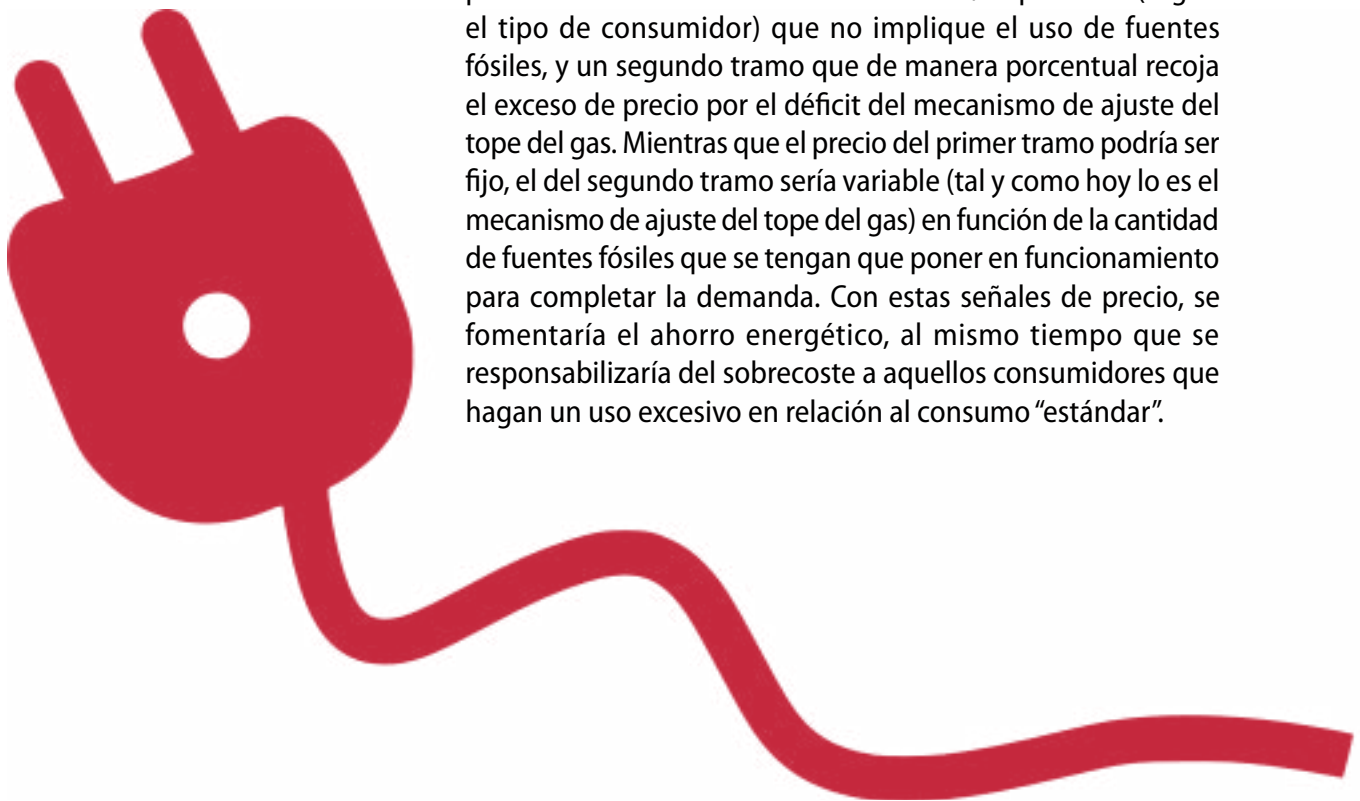 el tipo de consumidor) que no implique el uso de fuentes
fósiles, y un segundo tramo que de manera porcentual recoja
el exceso de precio por el déficit del mecanismo de ajuste del
tope del gas. Mientras que el precio del primer tramo podría ser
fijo, el del segundo tramo sería variable (tal y como hoy lo es el
mecanismo de ajuste del tope del gas) en función de la cantidad
de fuentes fósiles que se tengan que poner en funcionamiento
para completar la demanda. Con estas señales de precio, se
fomentaría el ahorro energético, al mismo tiempo que se
responsabilizaría del sobrecoste a aquellos consumidores que
hagan un uso excesivo en relación al consumo “estándar”.